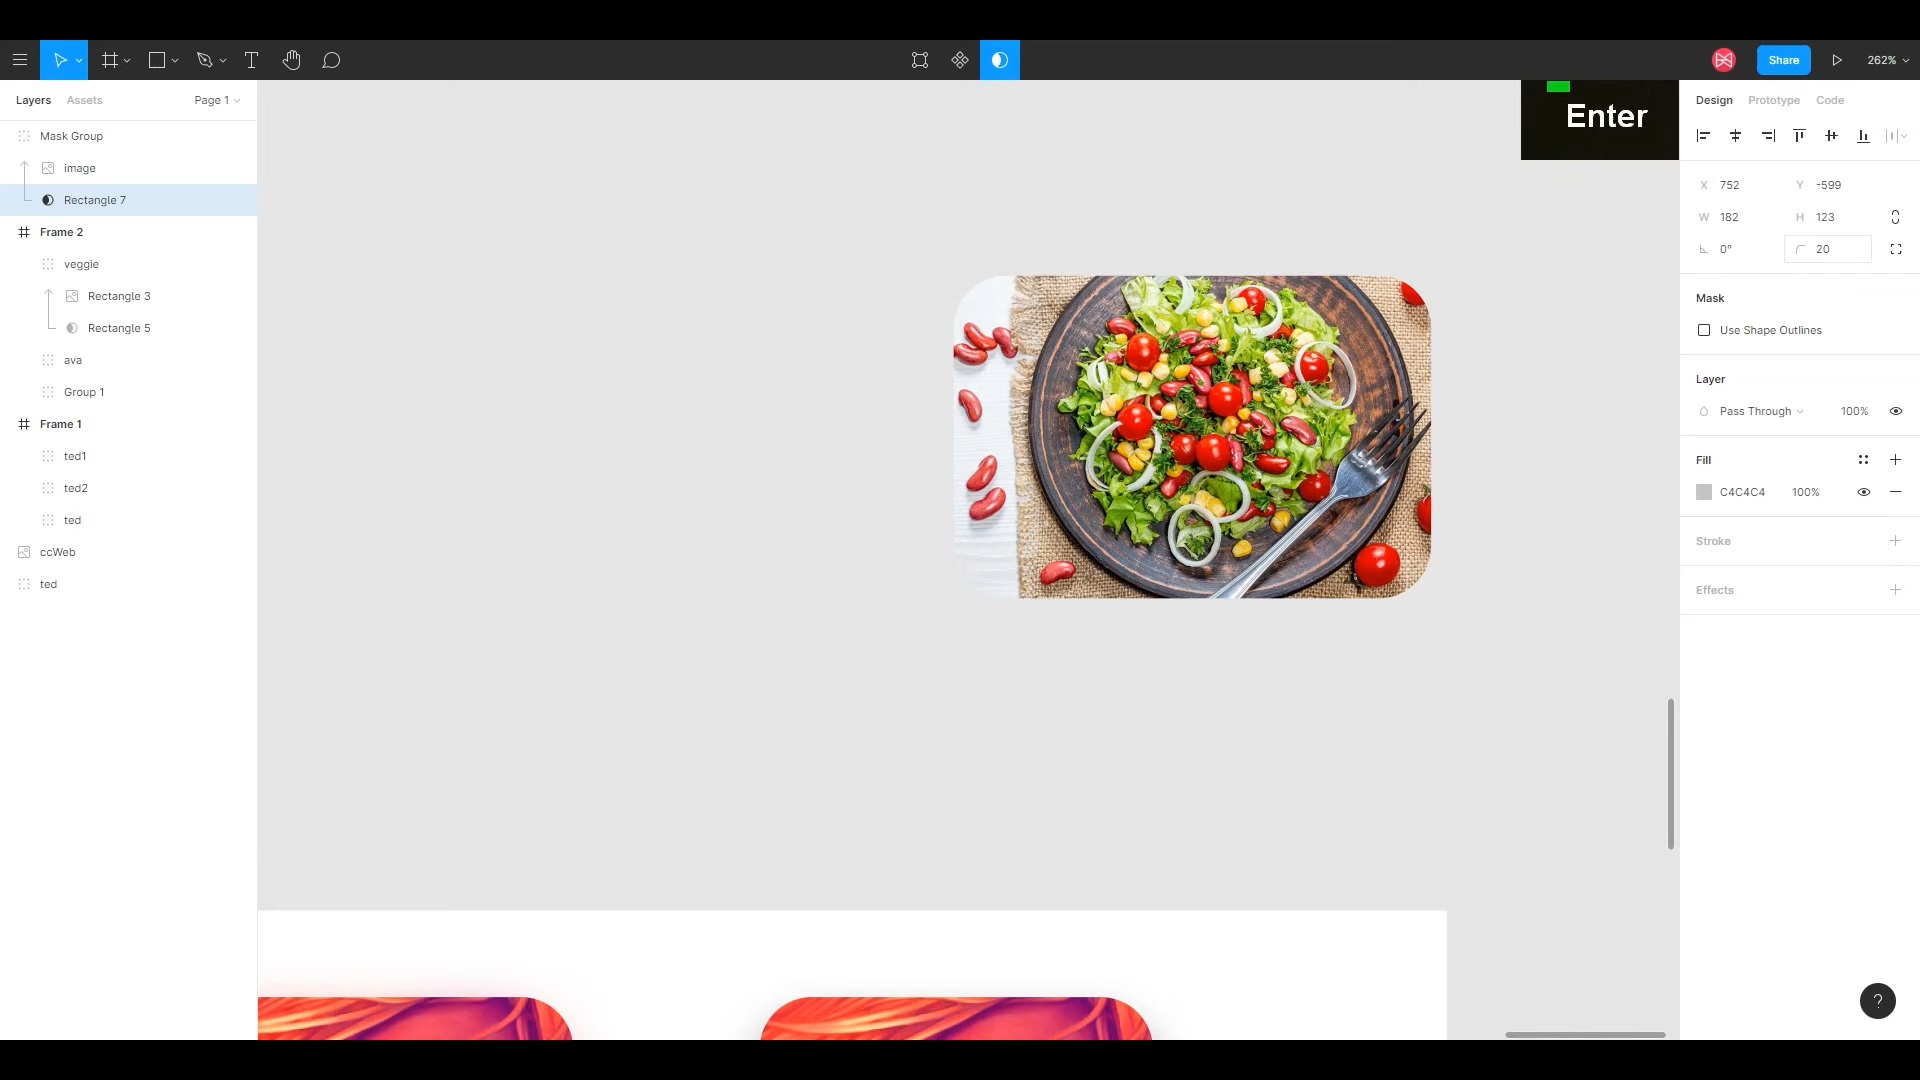 Share
262%
Layers Assets Page 1
Mask Group
image
Rectangle 7
Frame 2
veggie
Rectangle 3
Rectangle 5
ava
Group 1
Frame 1
ted1
ted2
ted
ccWeb
ted
Enter
Design Prototype Code
X 752 Y -599
W 182 H 123
0° 20
Mask
Use Shape Outlines
Layer
Pass Through 100%
Fill
C4C4C4 100%
Stroke
Effects
?